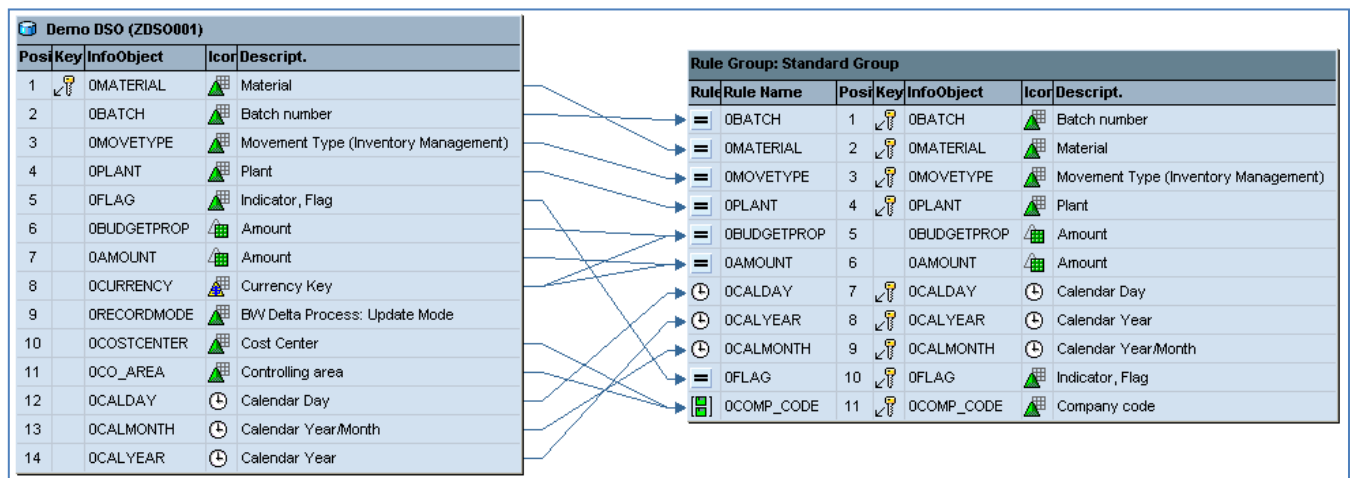 Demo DSO (ZDSO001)
Posi Key InfoObject Icor Descript.
1 0MATERIAL Material
2 0BATCH Batch number
3 0MOVETYPE Movement Type (Inventory Management)
4 0PLANT Plant
5 0FLAG Indicator, Flag
6 0BUDGETPROP Amount
7 0AMOUNT Amount
8 0CURRENCY Currency Key
9 0RECORDMODE BW Delta Process: Update Mode
10 0COSTCENTER Cost Center
11 0CO_AREA Controlling area
12 0CALDAY Calendar Day
13 0CALMONTH Calendar Year/Month
14 0CALYEAR Calendar Year
Rule Group: Standard Group
Rule Rule Name Posi Key InfoObject Icor Descript.
= 0BATCH 1 0BATCH Batch number
= 0MATERIAL 2 0MATERIAL Material
= 0MOVETYPE 3 0MOVETYPE Movement Type (Inventory Management)
= 0PLANT 4 0PLANT Plant
= 0BUDGETPROP 5 0BUDGETPROP Amount
= 0AMOUNT 6 0AMOUNT Amount
0CALDAY 7 0CALDAY Calendar Day
0CALYEAR 8 0CALYEAR Calendar Year
0CALMONTH 9 0CALMONTH Calendar Year/Month
= 0FLAG 10 0FLAG Indicator, Flag
0COMP_CODE 11 0COMP_CODE Company code